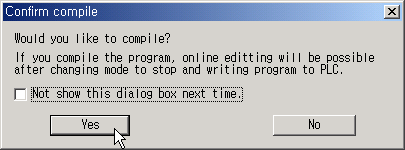 Confirm compile
Would you like to compile?
If you compile the program, online editting will be possible
after changing mode to stop and writing program to PLC.
Not show this dialog box next time.
Yes
No